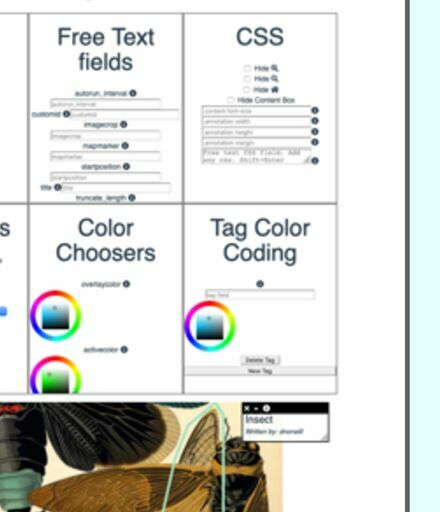 Free Text
fields
autorun_interval
autorun_interval
customid
customid
imagecrop
imagecrop
mapmarker
mapmarker
startposition
startposition
title
title
truncate_length
CSS
Hide
Hide
Hide
Hide Content Box
content font-size
annotation width
annotation height
annotation margin
Free text CSS field. Add
any css. Shift+Enter
s
Color
Choosers
overlaycolor
activecolor
Tag Color
Coding
tag field
Delete Tag
New Tag
Insect
Written by: dnoneill